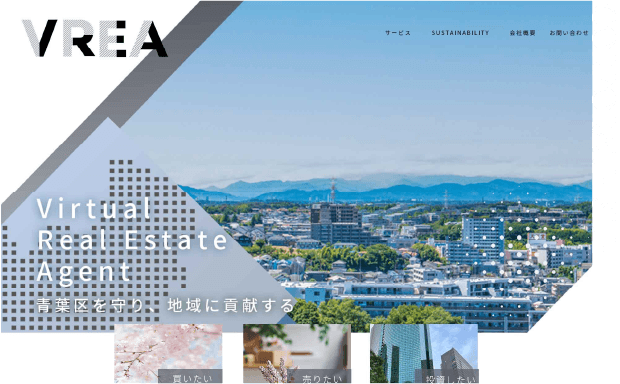 VREA
サービス SUSTAINABILITY 会社概要 お問い合わせ
Virtual
Real Estate
Agent
青葉区を守り、地域に貢献する
買いたい 売りたい 投資したい